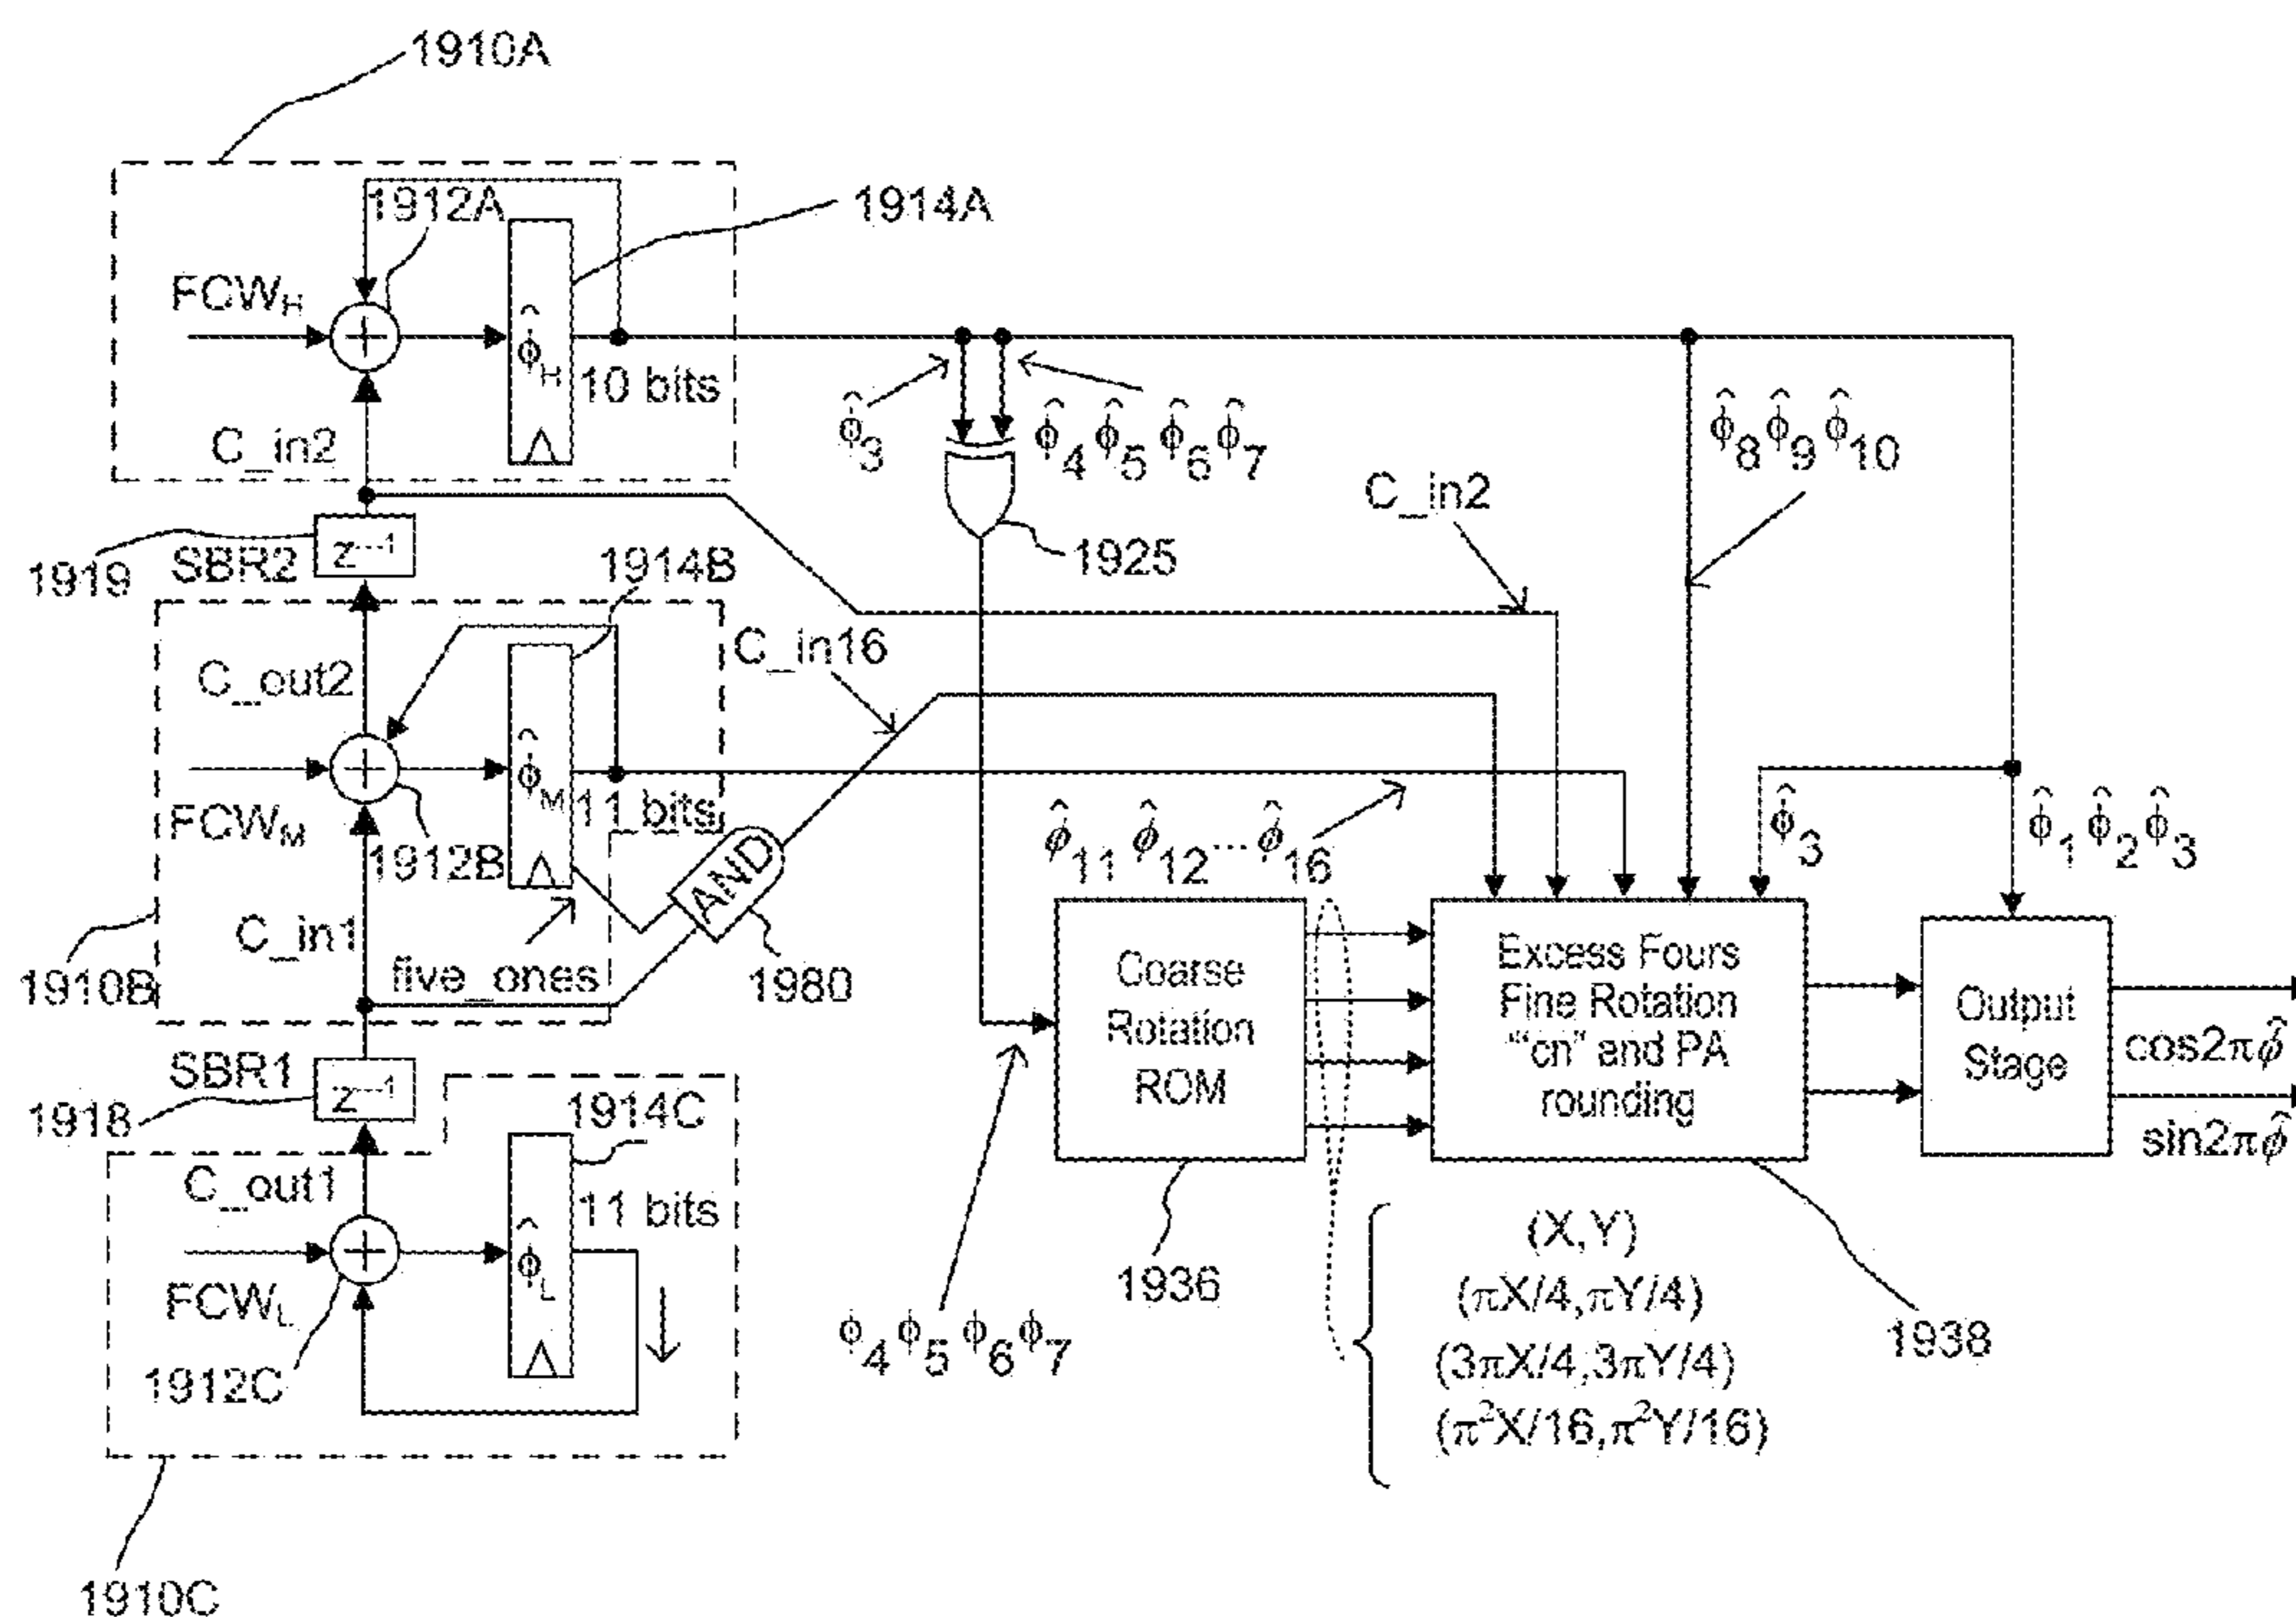 1910A
1912A
1914A
FCW_H
+
φ̂_H
10 bits
C_in2
φ̂_3
φ̂_4 φ̂_5 φ̂_6 φ̂_7
φ̂_8 φ̂_9 φ̂_10
C_in2
1925
1919
SBR2
z^-1
1914B
C_in16
C_out2
+
φ̂_M
11 bits
FCW_M
1912B
AND
φ̂_11 φ̂_12 ... φ̂_16
φ̂_3
φ̂_1 φ̂_2 φ̂_3
C_in1
1910B
five_ones
1980
Coarse
Rotation
ROM
Excess Fours
Fine Rotation
"cn" and PA
rounding
Output
Stage
cos2πφ̂
sin2πφ̂
SBR1
z^-1
1918
1914C
C_out1
11 bits
+
φ̂_L
FCW_L
1912C
1936
φ_4 φ_5 φ_6 φ_7
(X,Y)
(πX/4,πY/4)
(3πX/4,3πY/4)
(π²X/16,π²Y/16)
1938
1910C